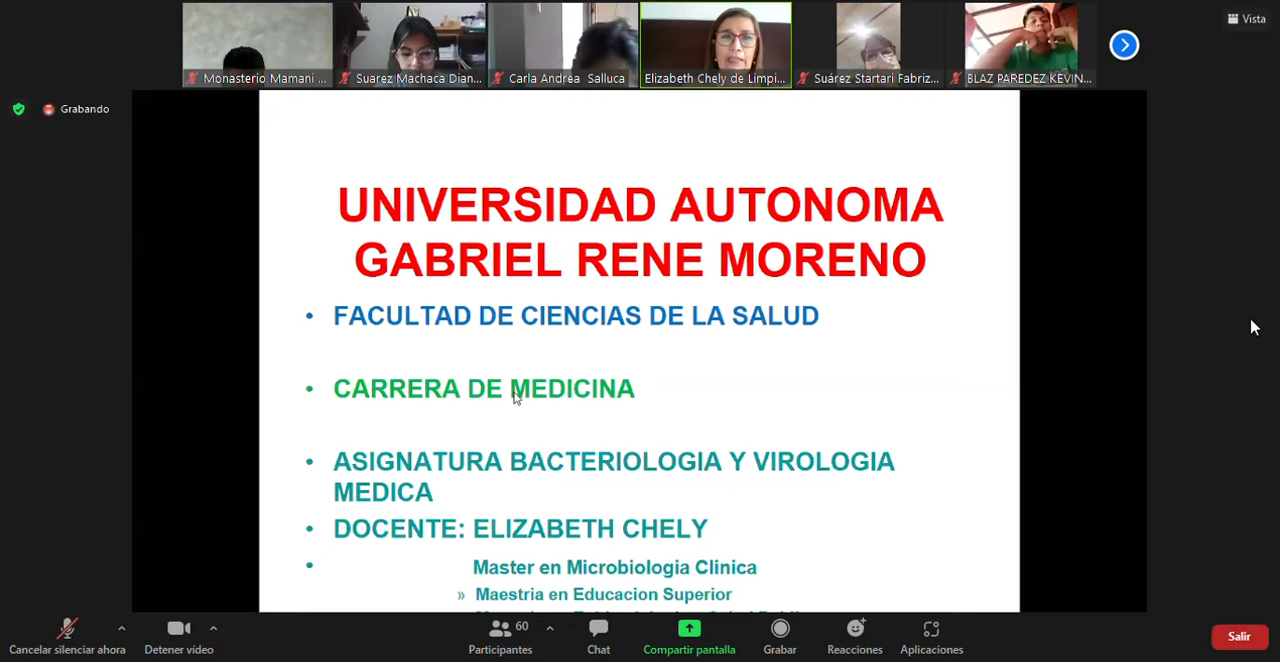 Vista
Monasterio Mamani ...
Suarez Machaca Dian...
Carla Andrea Salluca
Elizabeth Chely de Limpi...
Suárez Startari Fabriz...
BLAZ PAREDEZ KEVIN...
Grabando
UNIVERSIDAD AUTONOMA
GABRIEL RENE MORENO
• FACULTAD DE CIENCIAS DE LA SALUD
• CARRERA DE MEDICINA
• ASIGNATURA BACTERIOLOGIA Y VIROLOGIA
MEDICA
• DOCENTE: ELIZABETH CHELY
• Master en Microbiologia Clinica
» Maestria en Educacion Superior
Cancelar silenciar ahora
Detener vídeo
60
Participantes
Chat
Compartir pantalla
Grabar
Reacciones
Aplicaciones
Salir